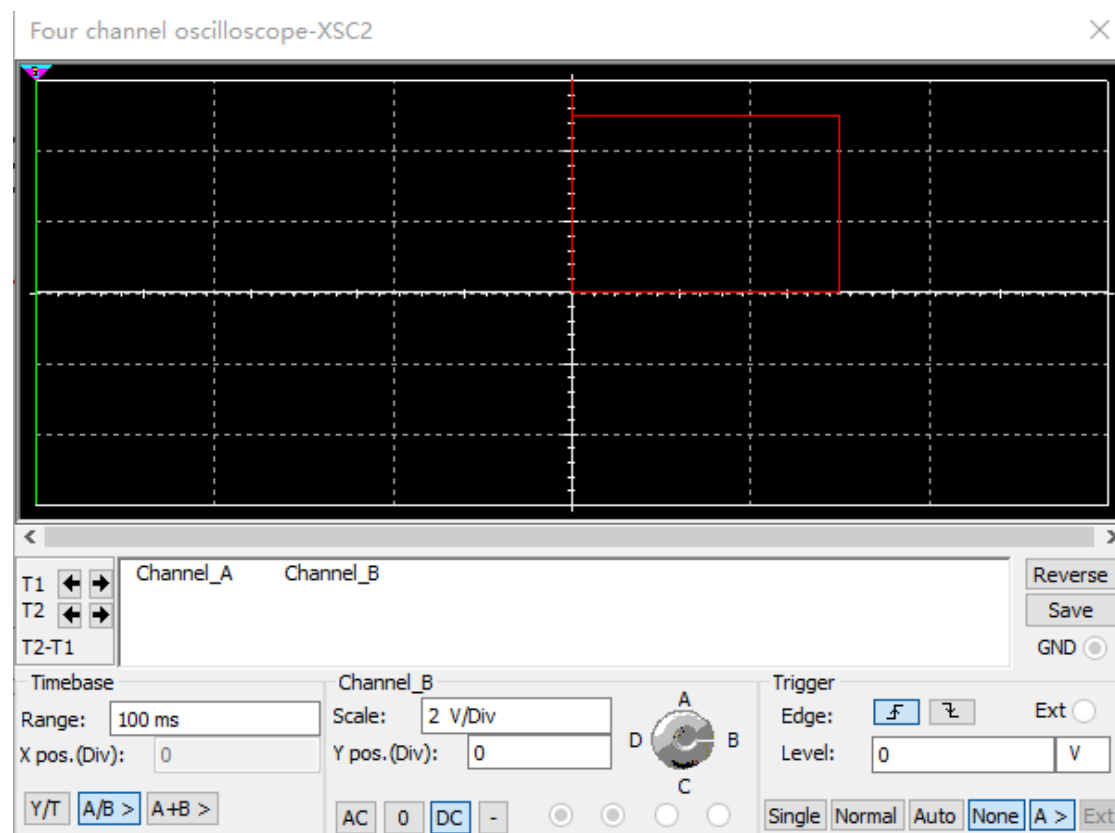 Four channel oscilloscope-XSC2
T1
T2
T2-T1
Channel_A Channel_B
Reverse
Save
GND
Timebase
Range: 100 ms
X pos.(Div): 0
Y/T A/B > A+B >
Channel_B
Scale: 2 V/Div
Y pos.(Div): 0
AC 0 DC -
A
D B
C
Trigger
Edge: Ext
Level: 0 V
Single Normal Auto None A > Ext